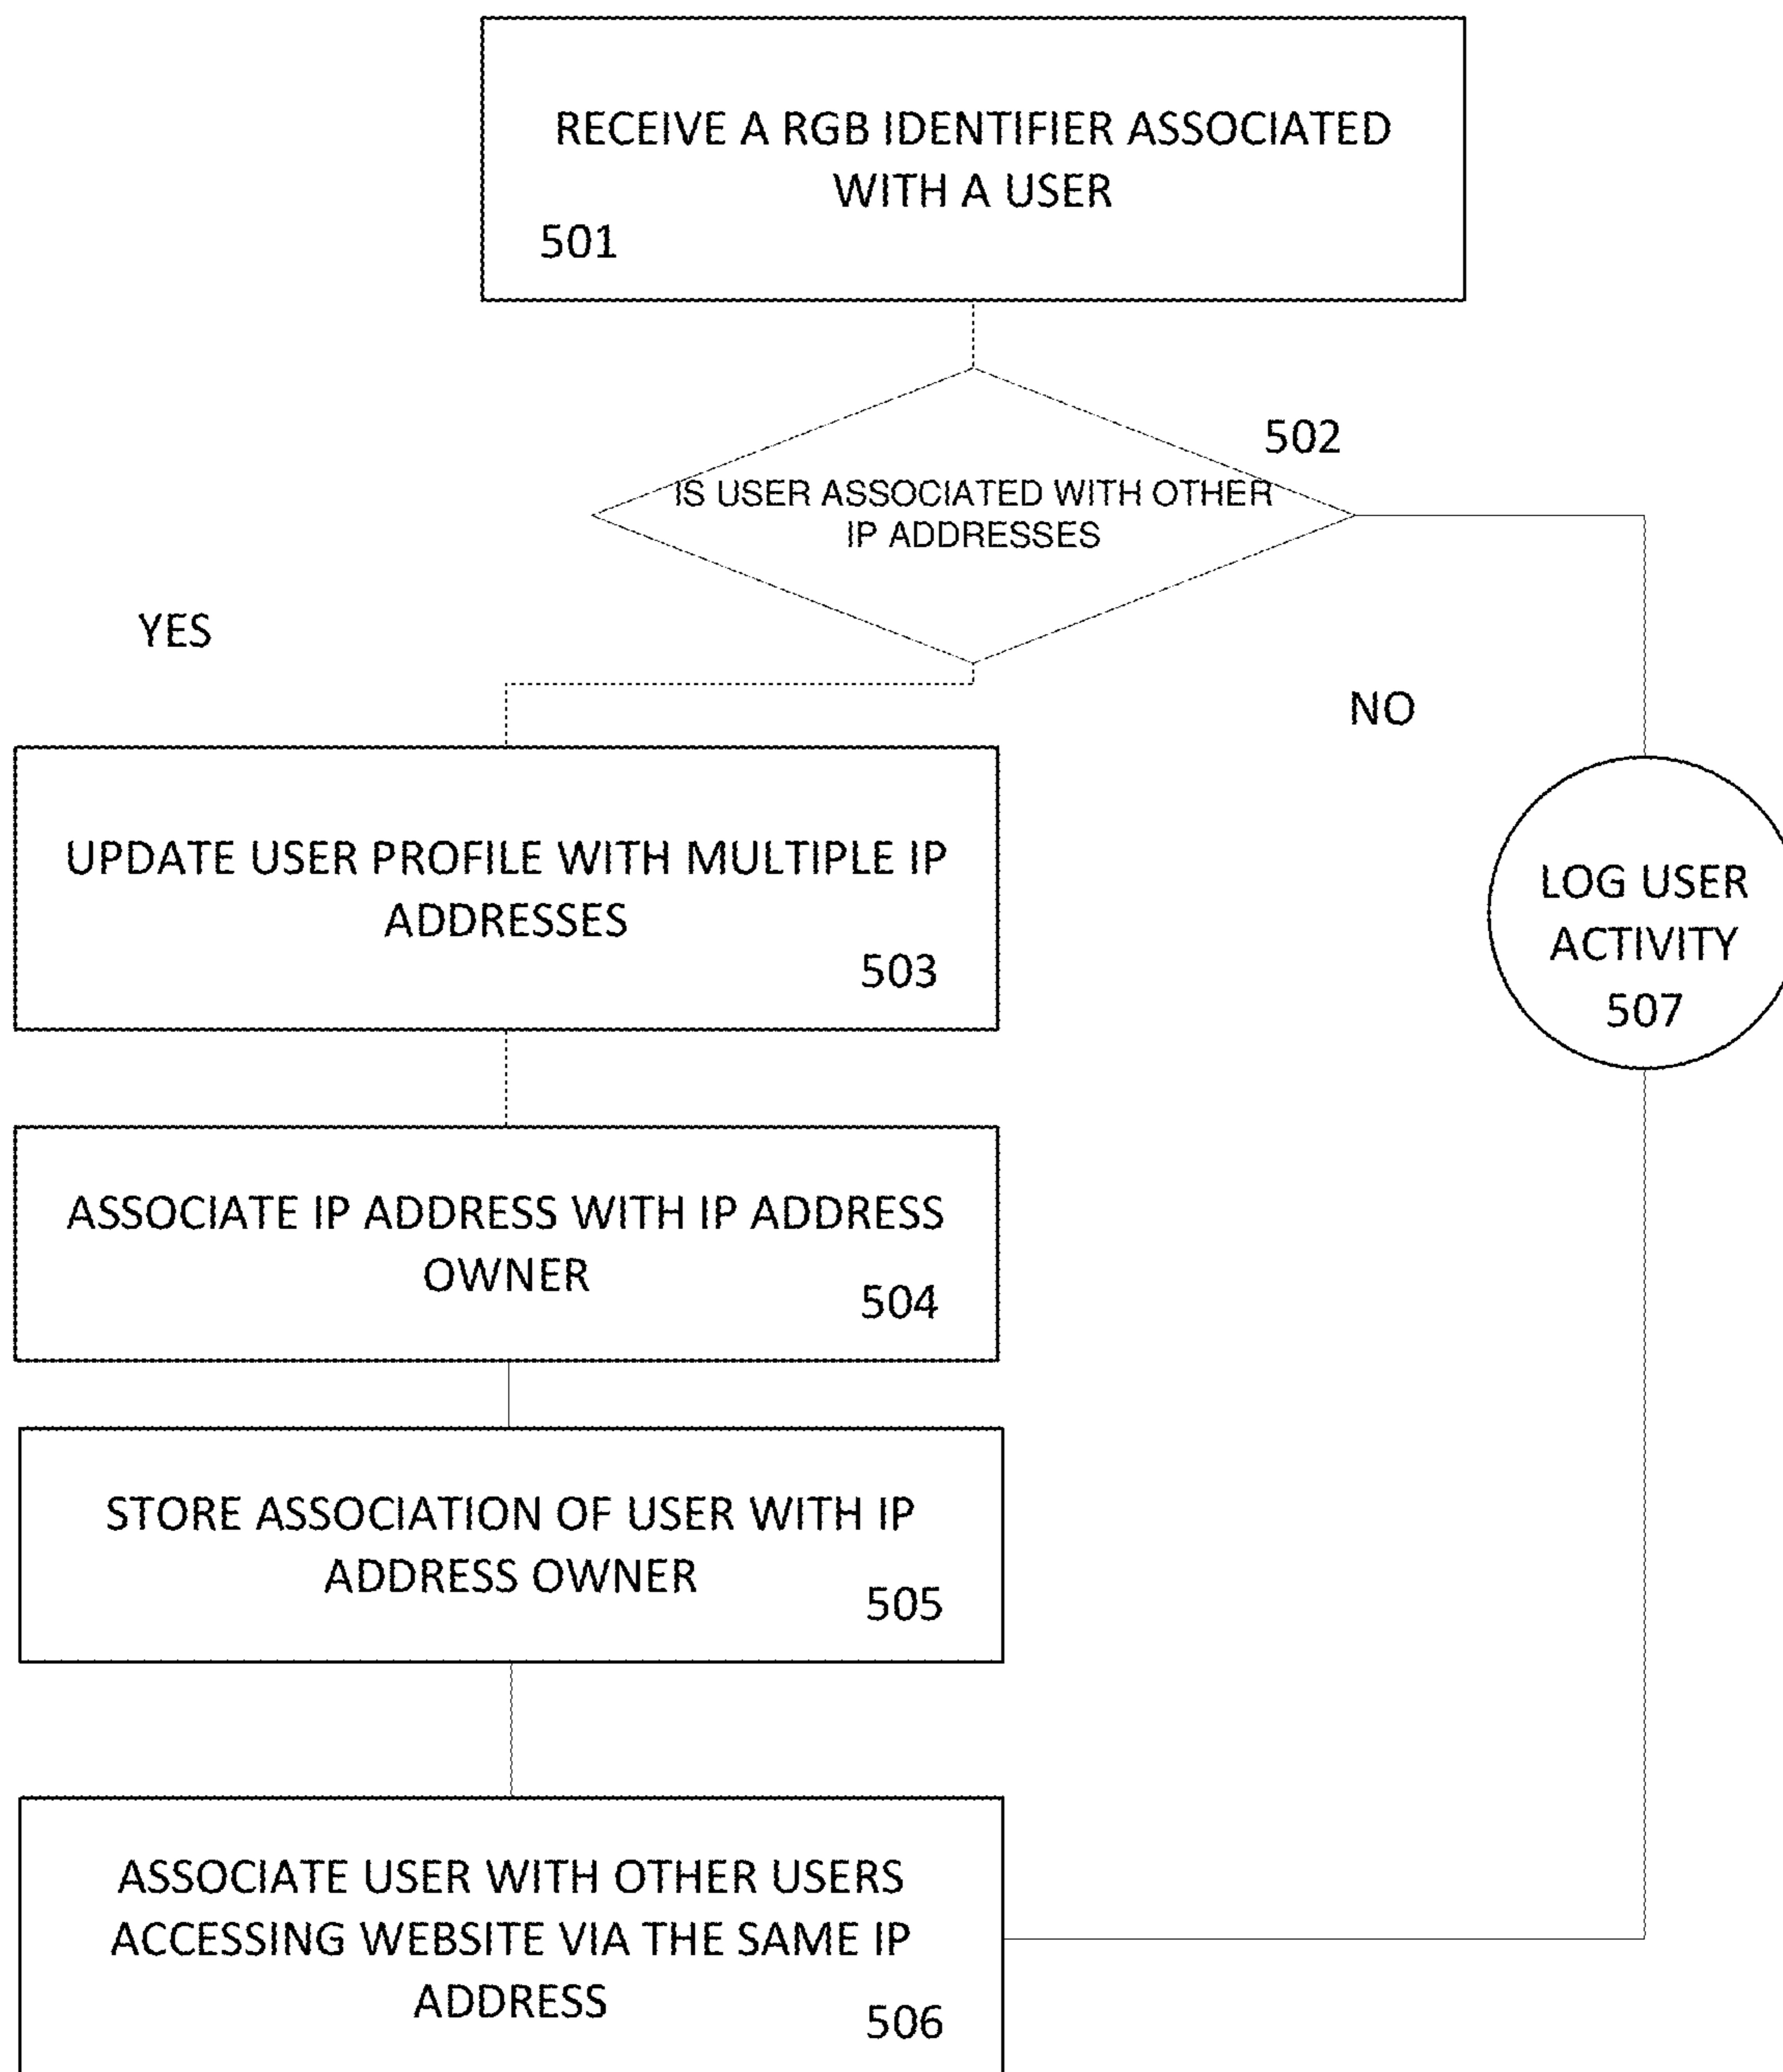 RECEIVE A RGB IDENTIFIER ASSOCIATED
WITH A USER
501
502
IS USER ASSOCIATED WITH OTHER
IP ADDRESSES
YES
NO
UPDATE USER PROFILE WITH MULTIPLE IP
ADDRESSES
503
LOG USER
ACTIVITY
507
ASSOCIATE IP ADDRESS WITH IP ADDRESS
OWNER
504
STORE ASSOCIATION OF USER WITH IP
ADDRESS OWNER
505
ASSOCIATE USER WITH OTHER USERS
ACCESSING WEBSITE VIA THE SAME IP
ADDRESS
506